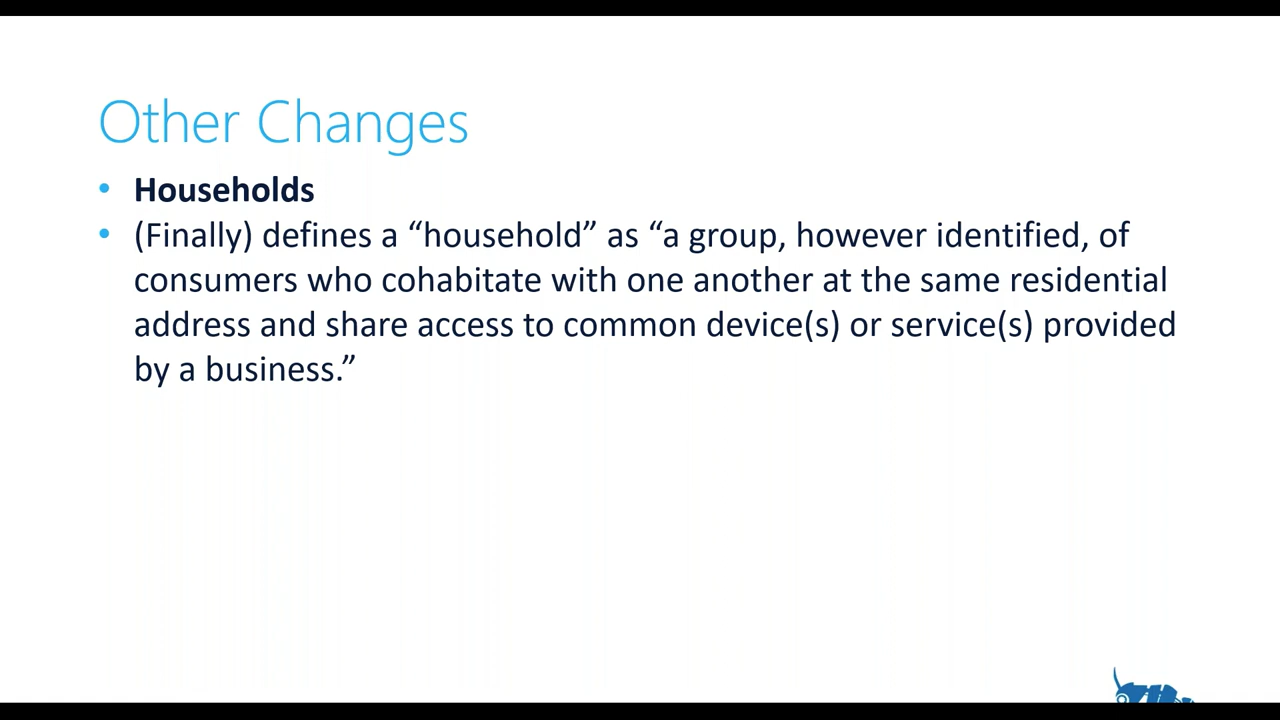 Other Changes
• Households
• (Finally) defines a “household” as “a group, however identified, of
consumers who cohabitate with one another at the same residential
address and share access to common device(s) or service(s) provided
by a business.”